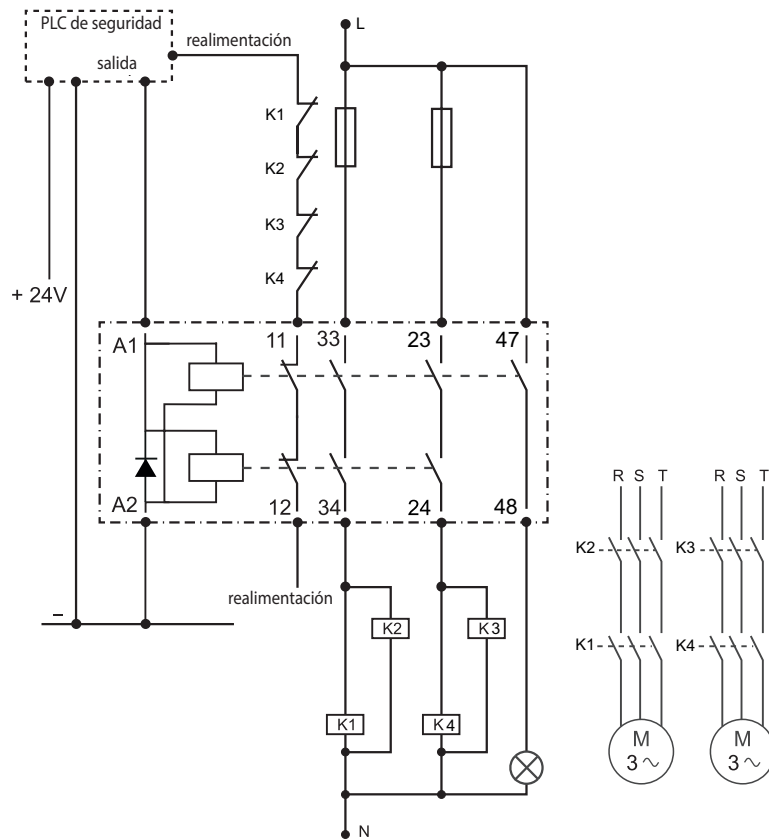 PLC de seguridad
salida
realimentación
L
K1
K2
K3
K4
+ 24V
A1
11
33
23
47
A2
12
34
24
48
realimentación
–
K2
K3
K1
K4
N
R S T
R S T
K2
K3
K1
K4
M
3 ~
M
3 ~